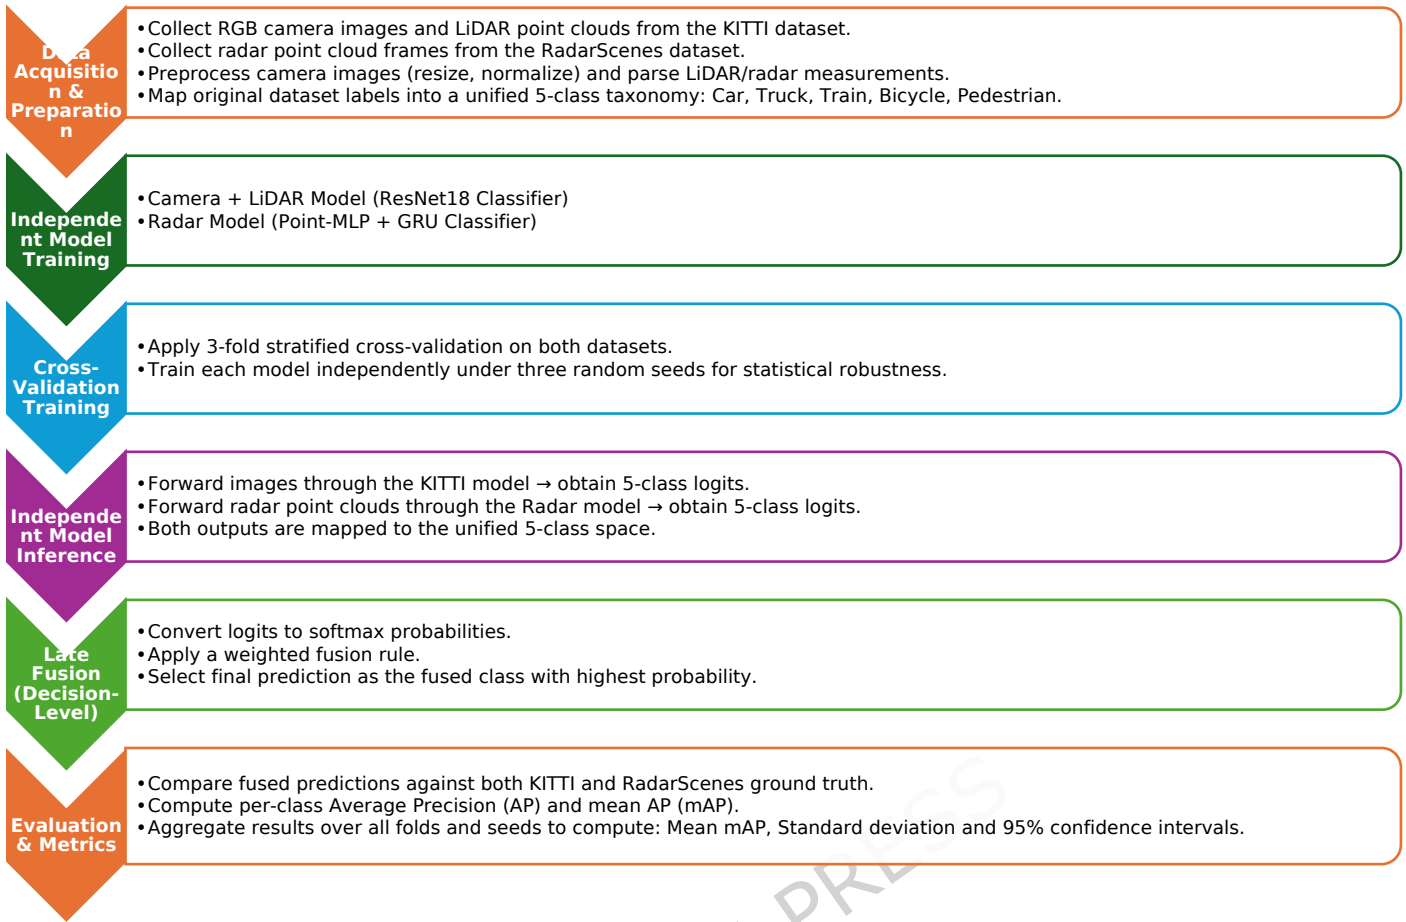 Data
Acquisitio
n &
Preparatio
n
•Collect RGB camera images and LiDAR point clouds from the KITTI dataset.
•Collect radar point cloud frames from the RadarScenes dataset.
•Preprocess camera images (resize, normalize) and parse LiDAR/radar measurements.
•Map original dataset labels into a unified 5-class taxonomy: Car, Truck, Train, Bicycle, Pedestrian.
Independe
nt Model
Training
•Camera + LiDAR Model (ResNet18 Classifier)
•Radar Model (Point-MLP + GRU Classifier)
Cross-
Validation
Training
•Apply 3-fold stratified cross-validation on both datasets.
•Train each model independently under three random seeds for statistical robustness.
Independe
nt Model
Inference
•Forward images through the KITTI model → obtain 5-class logits.
•Forward radar point clouds through the Radar model → obtain 5-class logits.
•Both outputs are mapped to the unified 5-class space.
Late
Fusion
(Decision-
Level)
•Convert logits to softmax probabilities.
•Apply a weighted fusion rule.
•Select final prediction as the fused class with highest probability.
Evaluation
& Metrics
•Compare fused predictions against both KITTI and RadarScenes ground truth.
•Compute per-class Average Precision (AP) and mean AP (mAP).
•Aggregate results over all folds and seeds to compute: Mean mAP, Standard deviation and 95% confidence intervals.
PRESS